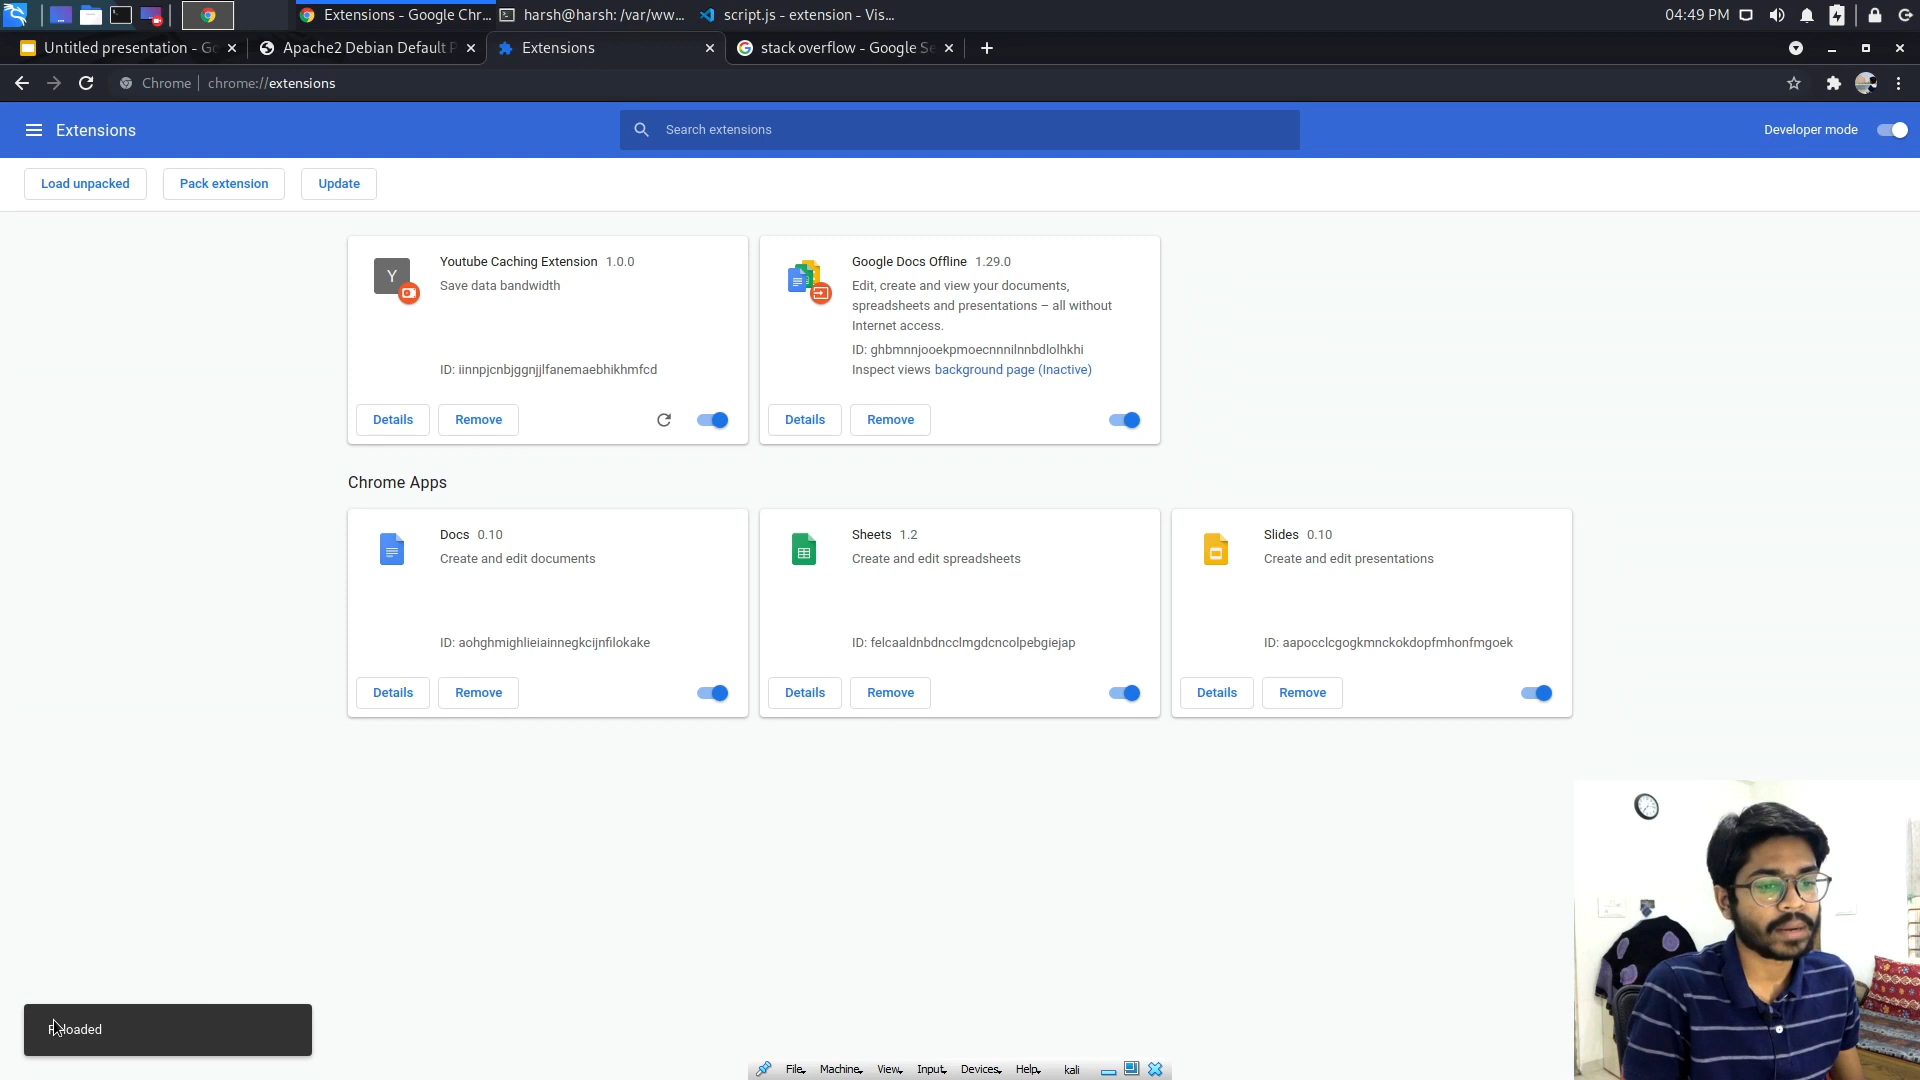 Extensions - Google Chr...
harsh@harsh: /var/ww...
script.js - extension - Vis...
04:49 PM
Untitled presentation - Go
Apache2 Debian Default P
Extensions
stack overflow - Google Se
Chrome
chrome://extensions
Extensions
Search extensions
Developer mode
Load unpacked
Pack extension
Update
Y
Youtube Caching Extension 1.0.0
Save data bandwidth
ID: iinnpjcnbjggnjjlfanemaebhikhmfcd
Details
Remove
Google Docs Offline 1.29.0
Edit, create and view your documents,
spreadsheets and presentations – all without
Internet access.
ID: ghbmnnjooekpmoecnnnilnnbdlolhkhi
Inspect views background page (Inactive)
Details
Remove
Chrome Apps
Docs 0.10
Create and edit documents
ID: aohghmighlieiainnegkcijnfilokake
Details
Remove
Sheets 1.2
Create and edit spreadsheets
ID: felcaaldnbdncclmgdcncolpebgiejap
Details
Remove
Slides 0.10
Create and edit presentations
ID: aapocclcgogkmnckokdopfmhonfmgoek
Details
Remove
Reloaded
File
Machine
View
Input
Devices
Help
kali